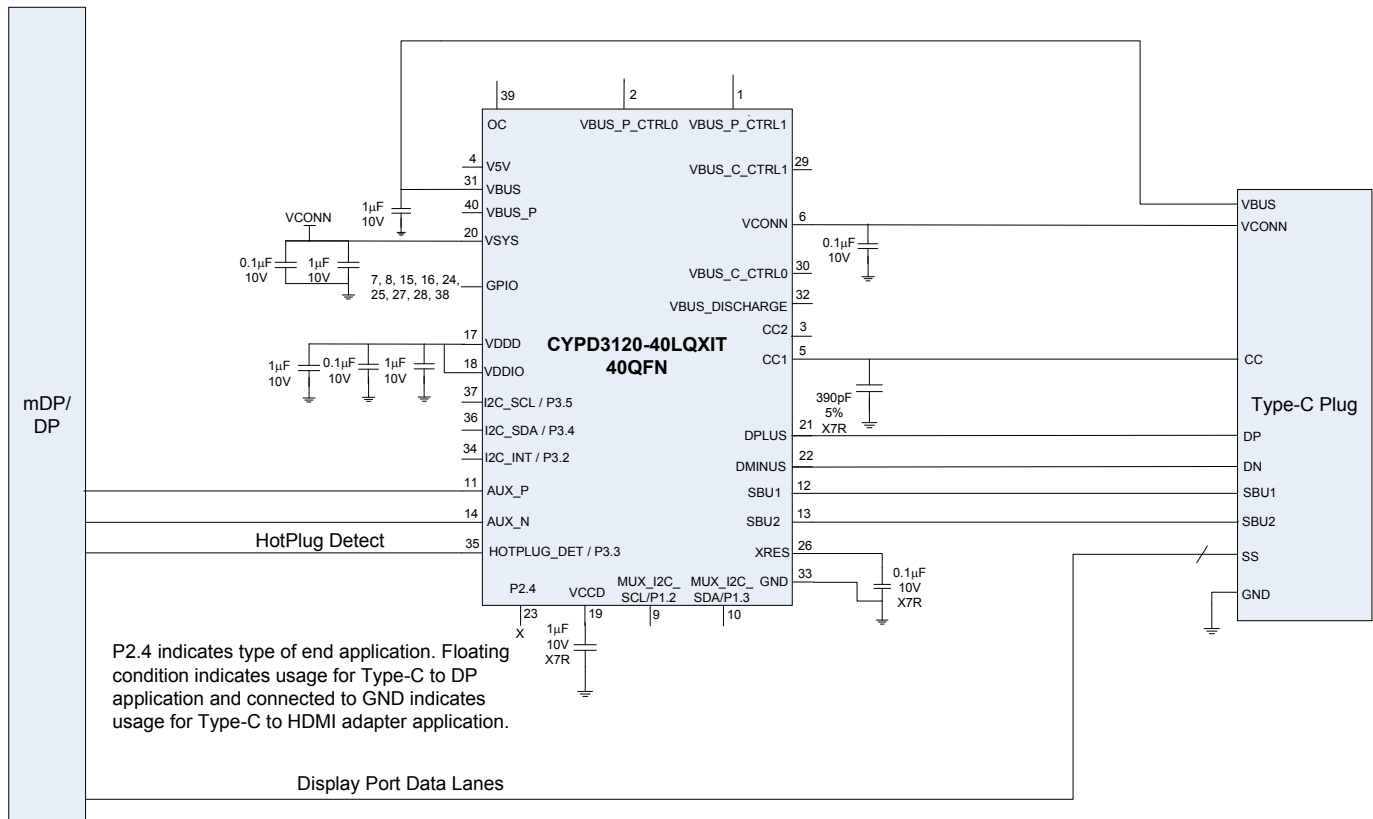 39
2
1
OC
VBUS_P_CTRL0
VBUS_P_CTRL1
4
V5V
31
VBUS
40
VBUS_P
20
VSYS
1µF
10V
VCONN
0.1µF
10V
1µF
10V
7, 8, 15, 16, 24,
25, 27, 28, 38
GPIO
17
VDDD
18
VDDIO
1µF
10V
0.1µF
10V
1µF
10V
37
I2C_SCL / P3.5
36
I2C_SDA / P3.4
34
I2C_INT / P3.2
11
AUX_P
14
AUX_N
35
HOTPLUG_DET / P3.3
HotPlug Detect
mDP/
DP
CYPD3120-40LQXIT
40QFN
VBUS_C_CTRL1
29
VCONN
6
0.1µF
10V
VBUS_C_CTRL0
30
VBUS_DISCHARGE
32
CC2
3
CC1
5
390pF
5%
X7R
DPLUS
21
DMINUS
22
SBU1
12
SBU2
13
XRES
26
GND
33
0.1µF
10V
X7R
P2.4
VCCD
MUX_I2C_
SCL/P1.2
MUX_I2C_
SDA/P1.3
23
X
19
9
10
1µF
10V
X7R
VBUS
VCONN
CC
Type-C Plug
DP
DN
SBU1
SBU2
SS
GND
P2.4 indicates type of end application. Floating
condition indicates usage for Type-C to DP
application and connected to GND indicates
usage for Type-C to HDMI adapter application.
Display Port Data Lanes